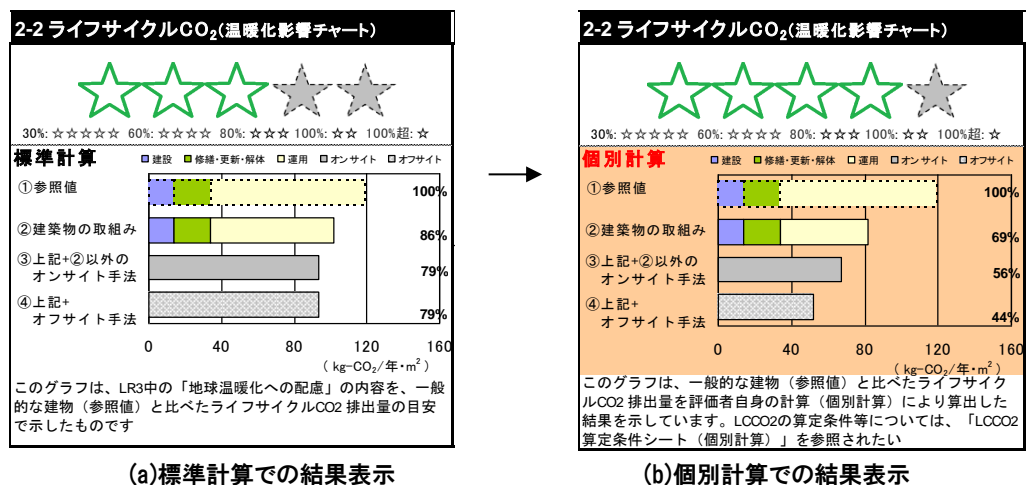 2-2 ライフサイクルCO₂(温暖化影響チャート)
30%: ☆☆☆☆☆ 60%: ☆☆☆☆ 80%: ☆☆☆ 100%: ☆☆ 100%超: ☆
標準計算
建設 修繕・更新・解体 運用 オンサイト オフサイト
①参照値
100%
②建築物の取組み
86%
③上記+②以外の
オンサイト手法
79%
④上記+
オフサイト手法
79%
0 40 80 120 160
( kg-CO₂/年・m² )
このグラフは、LR3中の「地球温暖化への配慮」の内容を、一般
的な建物（参照値）と比べたライフサイクルCO2 排出量の目安
で示したものです
(a)標準計算での結果表示
2-2 ライフサイクルCO₂(温暖化影響チャート)
30%: ☆☆☆☆☆ 60%: ☆☆☆☆ 80%: ☆☆☆ 100%: ☆☆ 100%超: ☆
個別計算
建設 修繕・更新・解体 運用 オンサイト オフサイト
①参照値
100%
②建築物の取組み
69%
③上記+②以外の
オンサイト手法
56%
④上記+
オフサイト手法
44%
0 40 80 120 160
( kg-CO₂/年・m² )
このグラフは、一般的な建物（参照値）と比べたライフサイク
ルCO2 排出量を評価者自身の計算（個別計算）により算出した
結果を示しています。LCCO2の算定条件等については、「LCCO2
算定条件シート（個別計算）」を参照されたい
(b)個別計算での結果表示